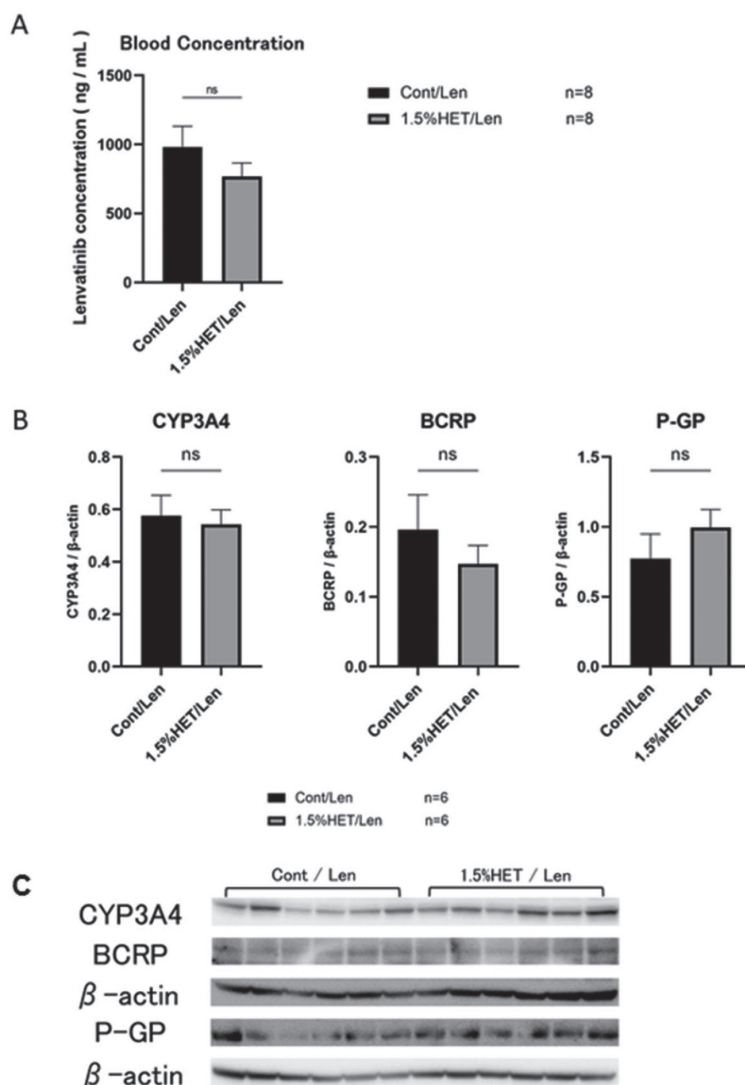 A
Blood Concentration
Lenvatinib concentration ( ng / mL )
1500
1000
500
0
ns
Cont/Len
1.5%HET/Len
Cont/Len n=8
1.5%HET/Len n=8
B
CYP3A4
CYP3A4 / β-actin
0.8
0.6
0.4
0.2
0.0
ns
Cont/Len
1.5%HET/Len
BCRP
BCRP / β-actin
0.3
0.2
0.1
0.0
ns
Cont/Len
1.5%HET/Len
P-GP
P-GP / β-actin
1.5
1.0
0.5
0.0
ns
Cont/Len
1.5%HET/Len
Cont/Len n=6
1.5%HET/Len n=6
C
Cont / Len 1.5%HET / Len
CYP3A4
BCRP
β-actin
P-GP
β-actin